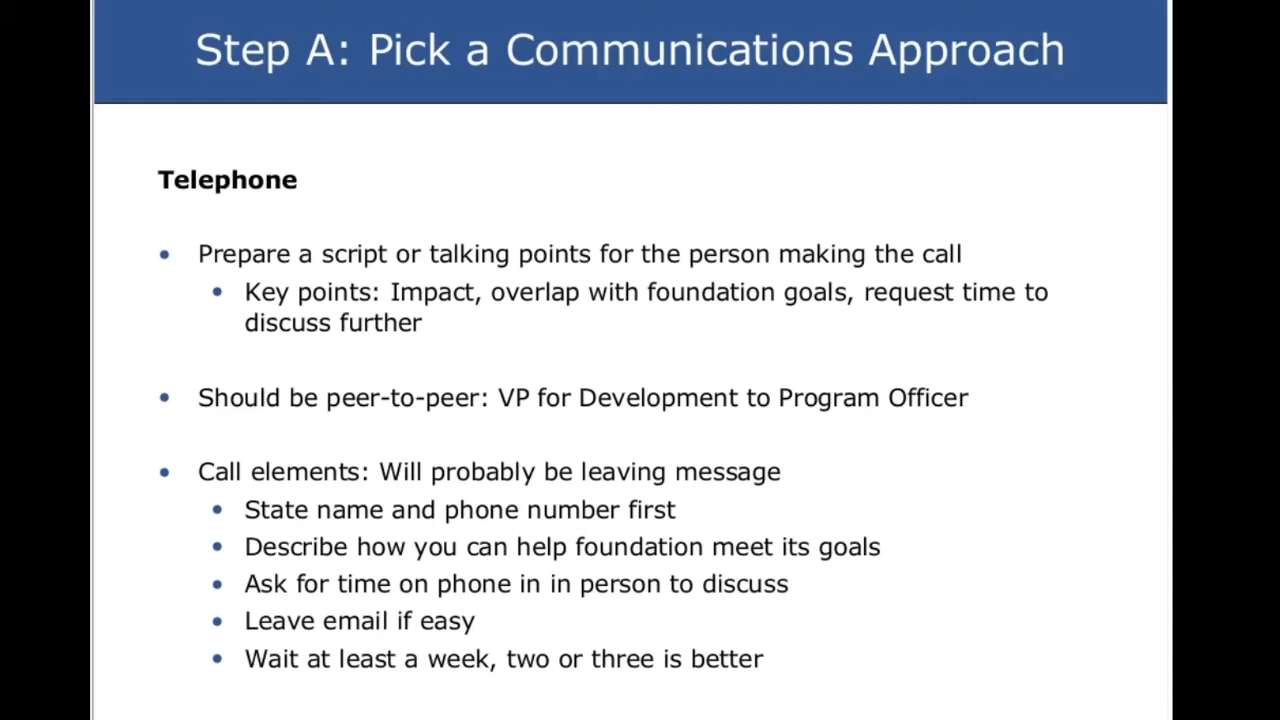 Step A: Pick a Communications Approach
Telephone
• Prepare a script or talking points for the person making the call
• Key points: Impact, overlap with foundation goals, request time to
discuss further
• Should be peer-to-peer: VP for Development to Program Officer
• Call elements: Will probably be leaving message
• State name and phone number first
• Describe how you can help foundation meet its goals
• Ask for time on phone in in person to discuss
• Leave email if easy
• Wait at least a week, two or three is better